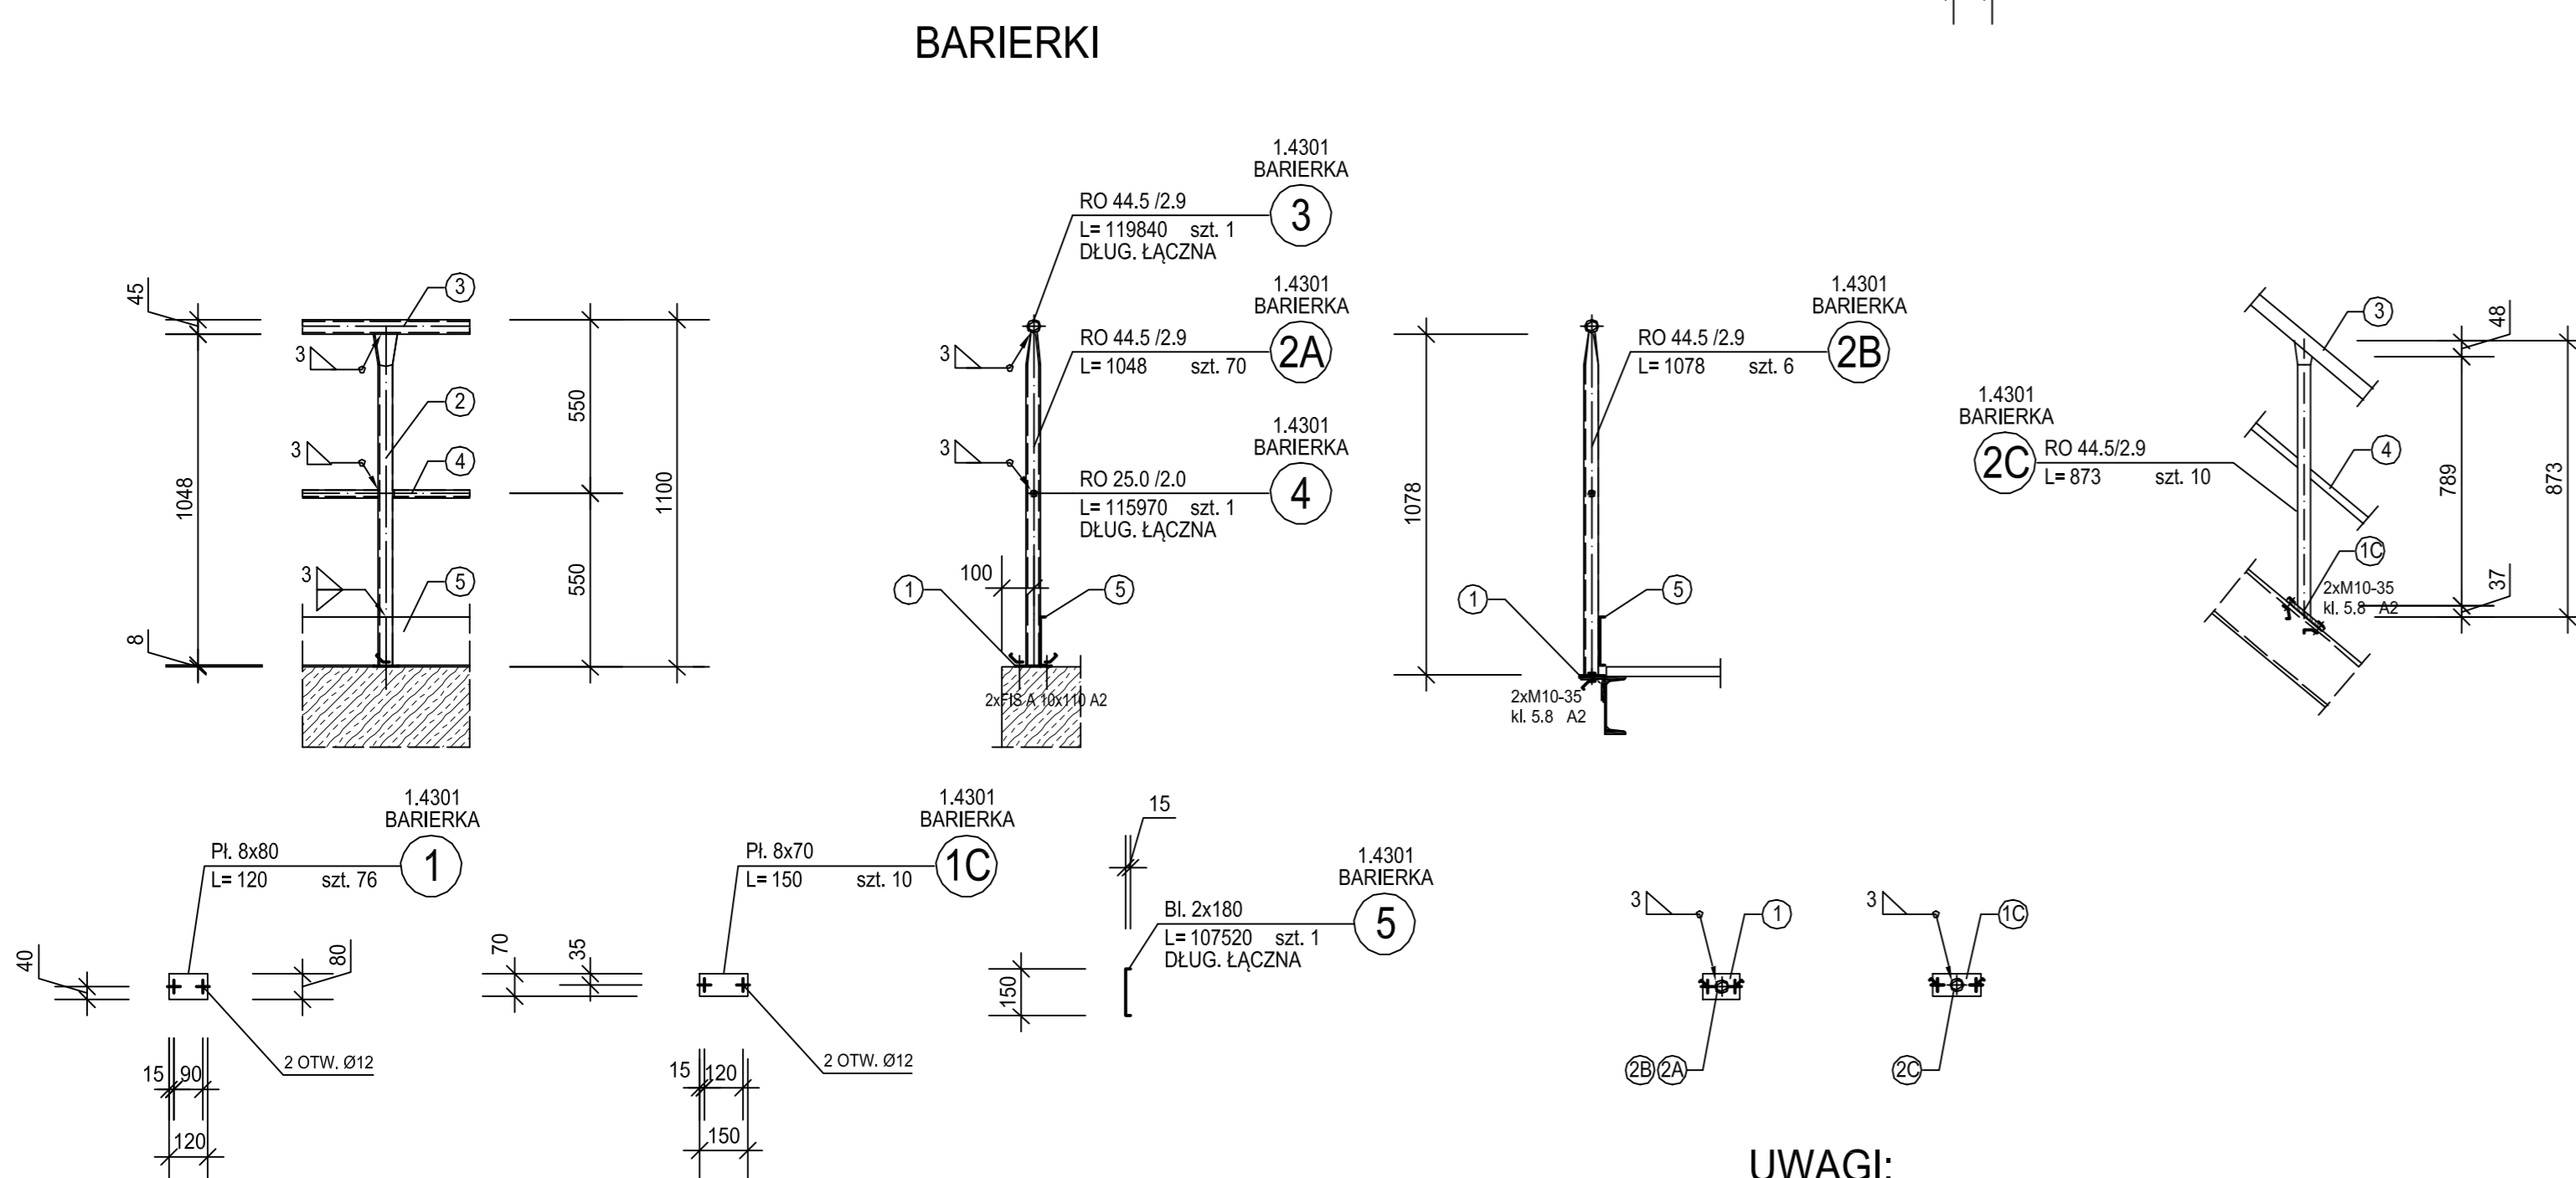 BARIERKI
45
1048
8
3
3
3
3
2
4
5
550
550
1100
1.4301
BARIERKA
3
RO 44.5 /2.9
L= 119840 szt. 1
DŁUG. ŁĄCZNA
1.4301
BARIERKA
2A
RO 44.5 /2.9
L= 1048 szt. 70
1.4301
BARIERKA
4
RO 25.0 /2.0
L= 115970 szt. 1
DŁUG. ŁĄCZNA
3
3
100
1
5
2xFIS A 10x110 A2
1.4301
BARIERKA
2B
RO 44.5 /2.9
L= 1078 szt. 6
1078
1
5
2xM10-35
kl. 5.8 A2
1.4301
BARIERKA
2C
RO 44.5/2.9
L= 873 szt. 10
3
4
1C
2xM10-35
kl. 5.8 A2
48
789
37
873
1.4301
BARIERKA
1
Pł. 8x80
L= 120 szt. 76
40
80
2 OTW. Ø12
15
90
120
1.4301
BARIERKA
1C
Pł. 8x70
L= 150 szt. 10
70
35
2 OTW. Ø12
15
120
150
15
1.4301
BARIERKA
5
Bl. 2x180
L= 107520 szt. 1
DŁUG. ŁĄCZNA
150
3
1
2B
2A
3
1C
2C
UWAGI: